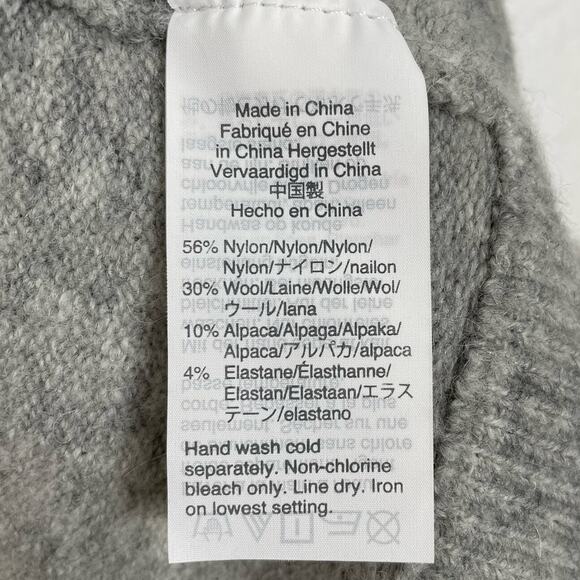 Made in China
Fabriqué en Chine
in China Hergestellt
Vervaardigd in China
中国製
Hecho en China
56% Nylon/Nylon/Nylon/
Nylon/ナイロン/nailon
30% Wool/Laine/Wolle/Wol/
ウール/lana
10% Alpaca/Alpaga/Alpaka/
Alpaca/アルパカ/alpaca
4% Elastane/Élasthanne/
Elastan/Elastaan/エラス
テーン/elastano
Hand wash cold
separately. Non-chlorine
bleach only. Line dry. Iron
on lowest setting.